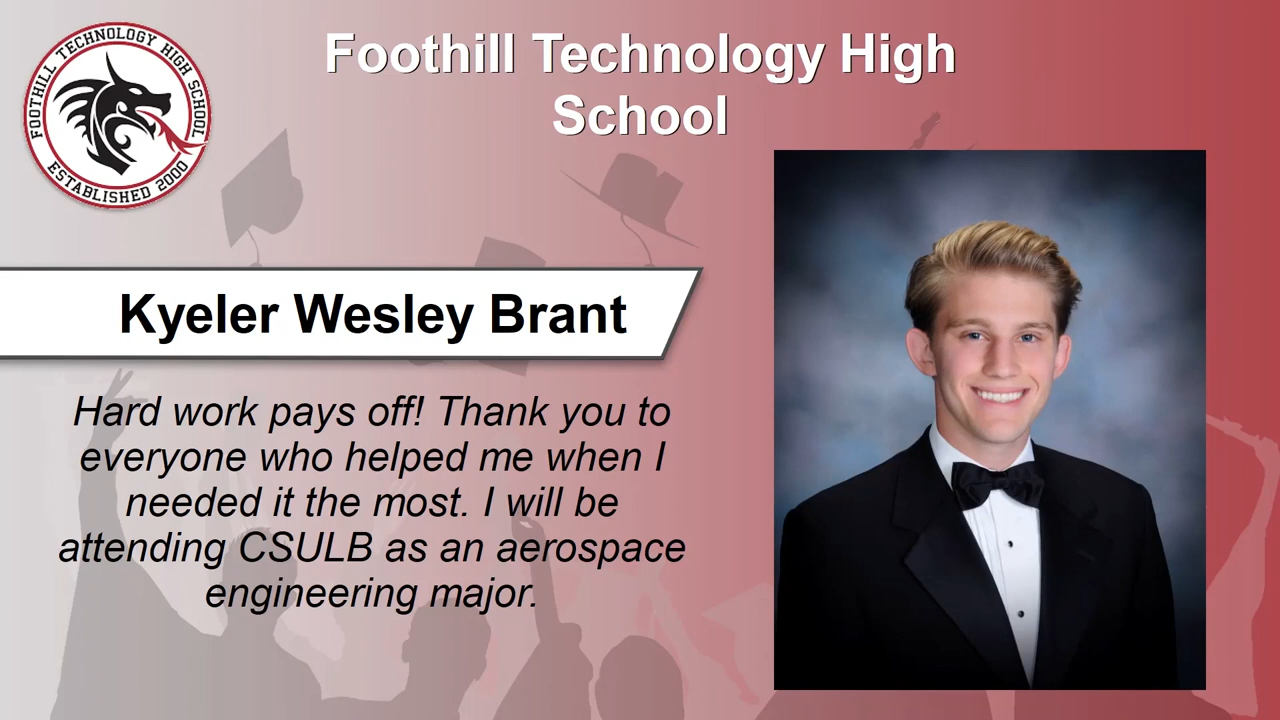 FOOTHILL TECHNOLOGY HIGH SCHOOL
ESTABLISHED 2000
Foothill Technology High
School
Kyeler Wesley Brant
Hard work pays off! Thank you to
everyone who helped me when I
needed it the most. I will be
attending CSULB as an aerospace
engineering major.